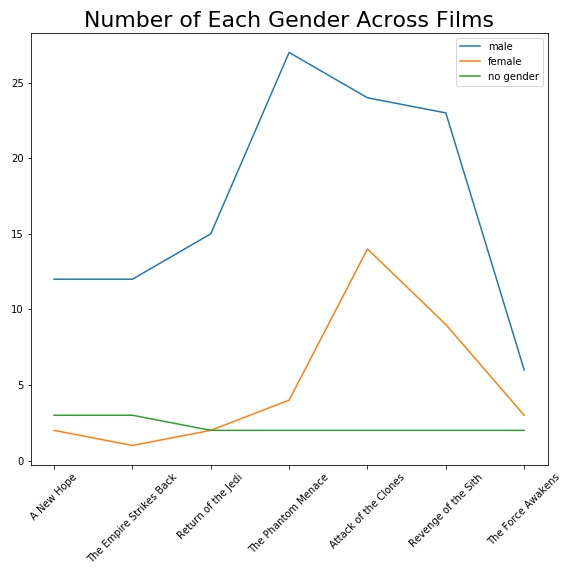 Number of Each Gender Across Films
male
female
no gender
25
20
15
10
5
0
A New Hope
The Empire Strikes Back
Return of the Jedi
The Phantom Menace
Attack of the Clones
Revenge of the Sith
The Force Awakens